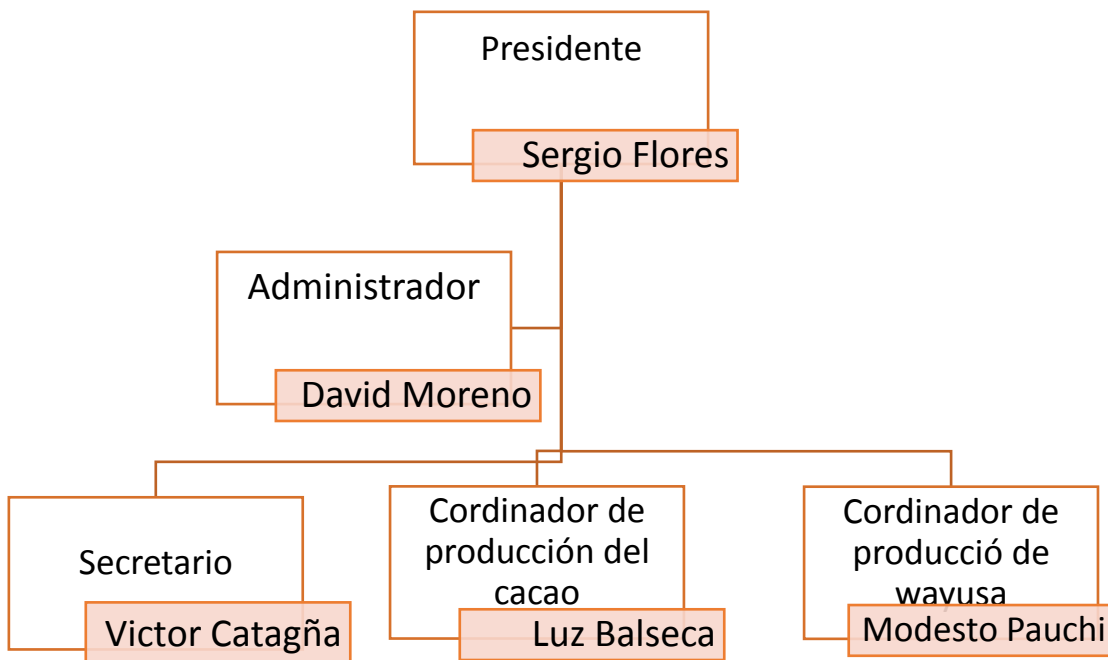 Presidente
Sergio Flores
Administrador
David Moreno
Secretario
Victor Catagña
Cordinador de
producción del
cacao
Luz Balseca
Cordinador de
producció de
wayusa
Modesto Pauchi